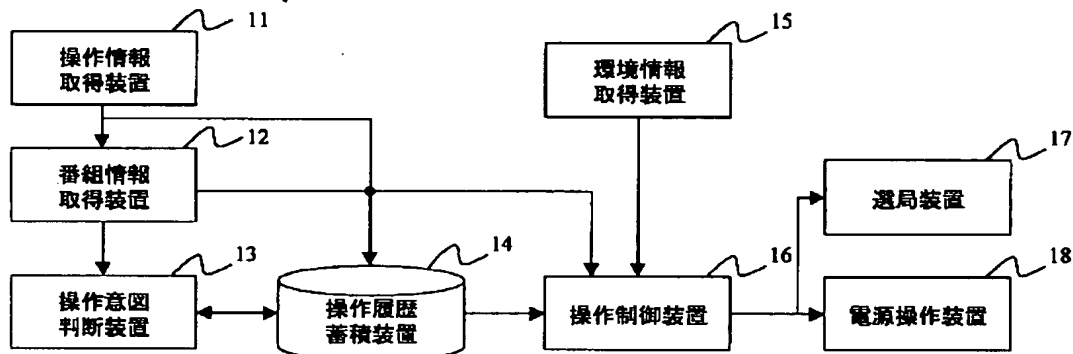 11
操作情報
取得装置
15
環境情報
取得装置
12
番組情報
取得装置
17
選局装置
13
操作意図
判断装置
14
操作履歴
蓄積装置
16
操作制御装置
18
電源操作装置